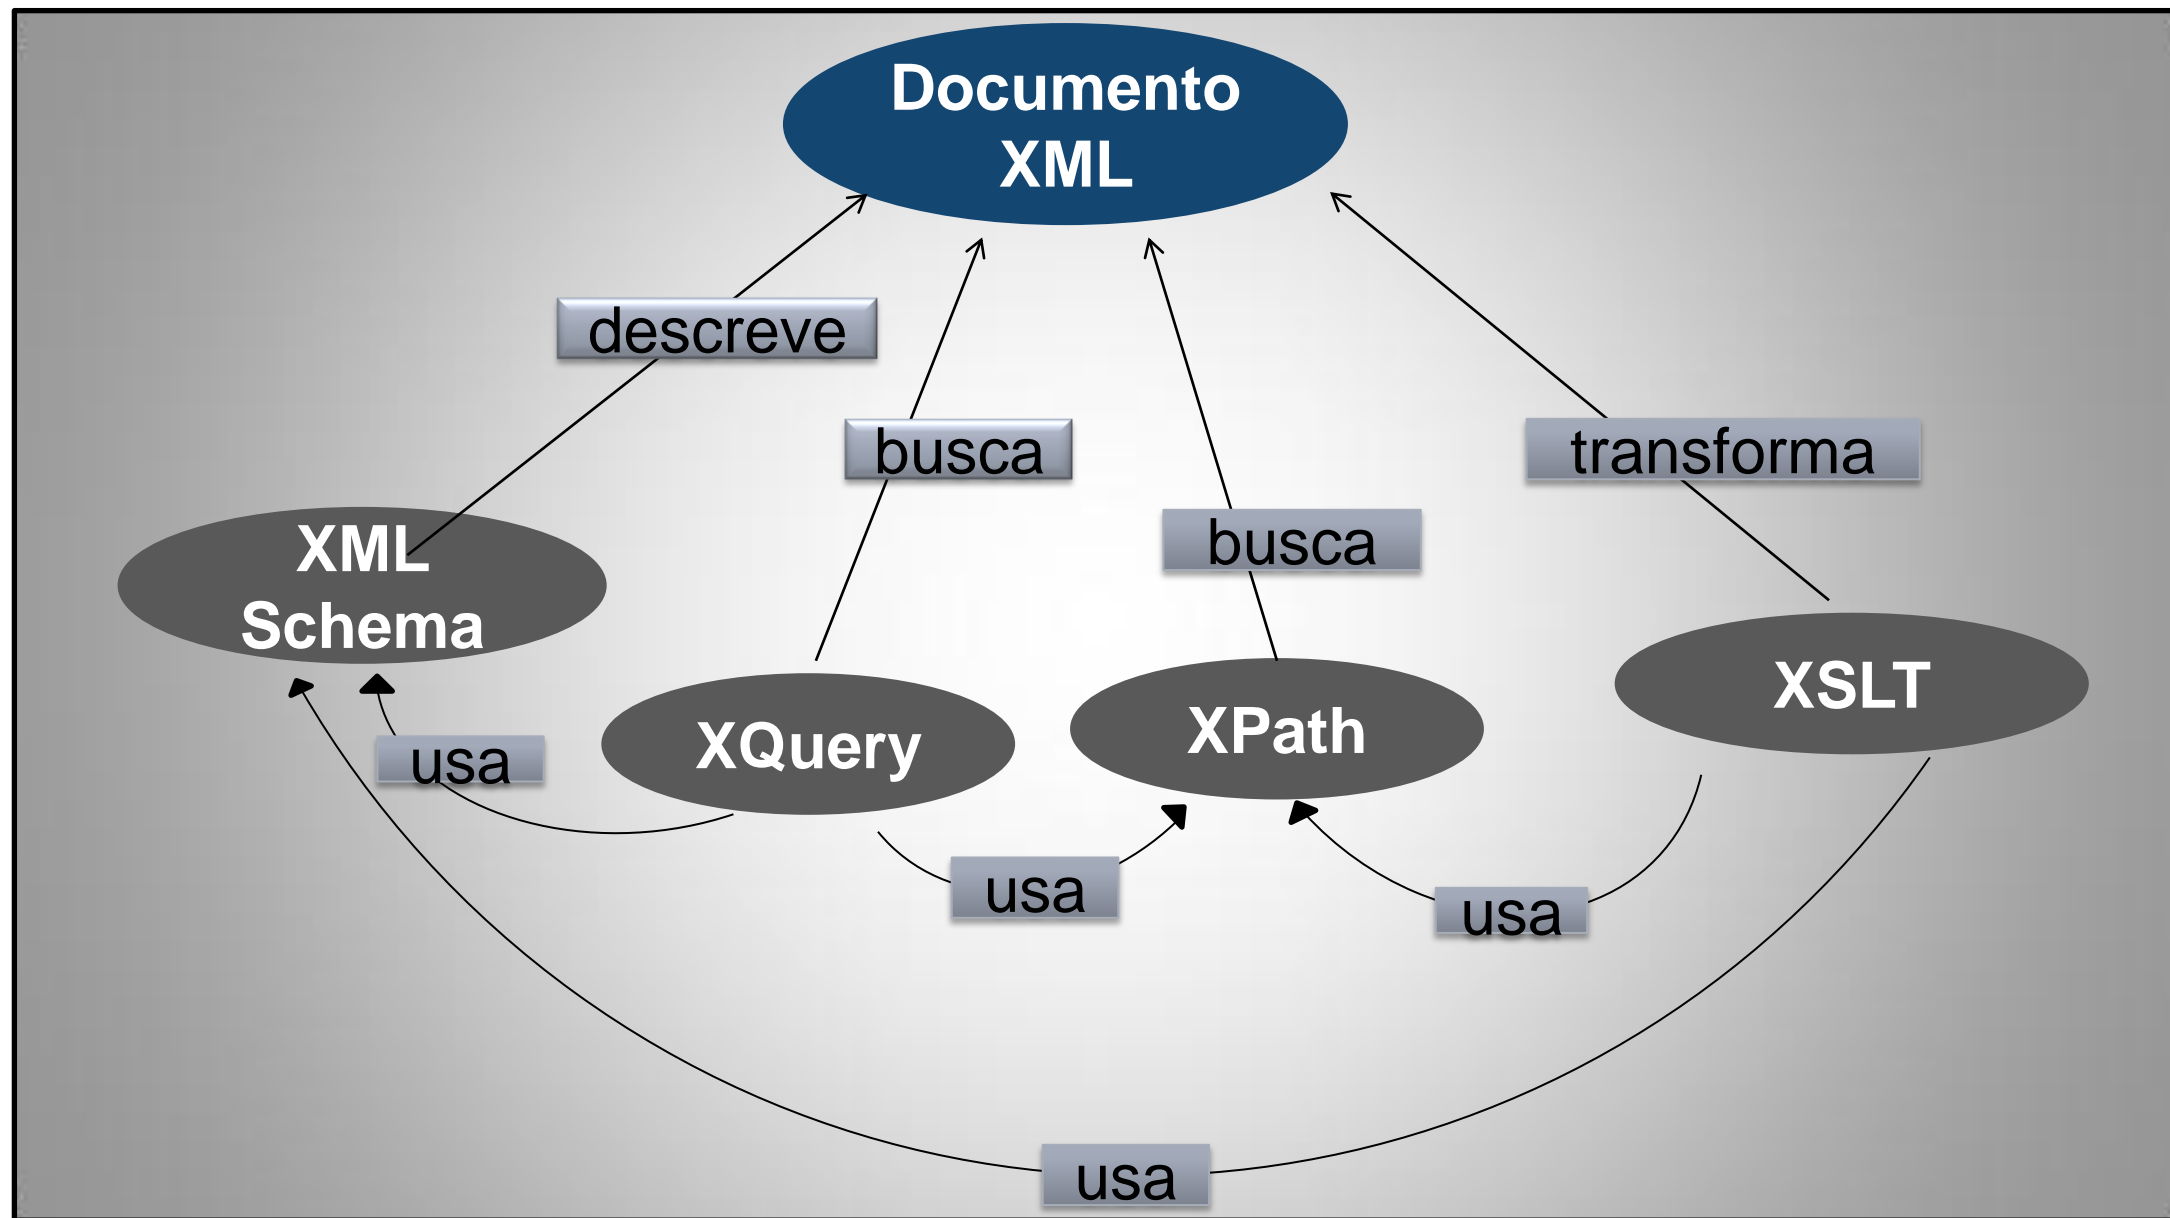 Documento
XML
descreve
busca
transforma
busca
XML
Schema
XSLT
XQuery
XPath
usa
usa
usa
usa